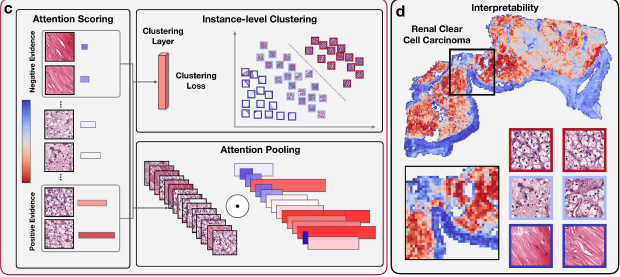 c
Attention Scoring
Negative Evidence
Positive Evidence
Instance-level Clustering
Clustering
Layer
Clustering
Loss
Attention Pooling
d
Interpretability
Renal Clear
Cell Carcinoma